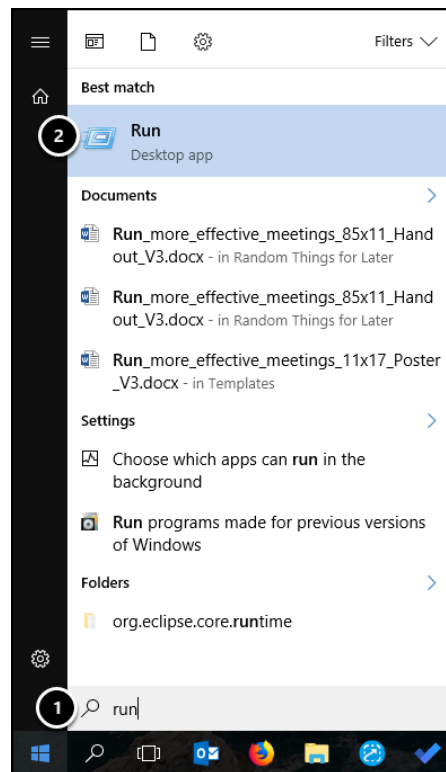 Filters
Best match
2
Run
Desktop app
Documents
Run_more_effective_meetings_85x11_Hand
out_V3.docx - in Random Things for Later
Run_more_effective_meetings_85x11_Hand
out_V3.docx - in Random Things for Later
Run_more_effective_meetings_11x17_Poster
_V3.docx - in Templates
Settings
Choose which apps can run in the
background
Run programs made for previous versions
of Windows
Folders
org.eclipse.core.runtime
1
run